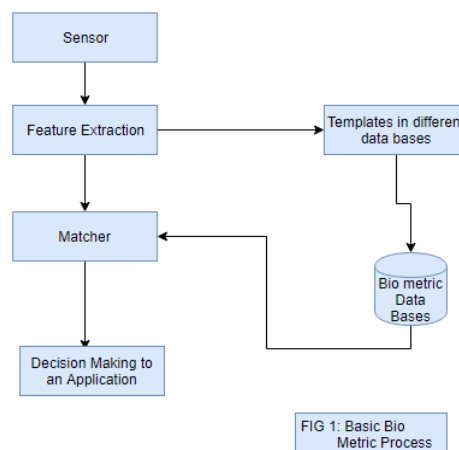 Sensor
Feature Extraction
Templates in different
data bases
Matcher
Bio metric
Data
Bases
Decision Making to
an Application
FIG 1: Basic Bio
Metric Process